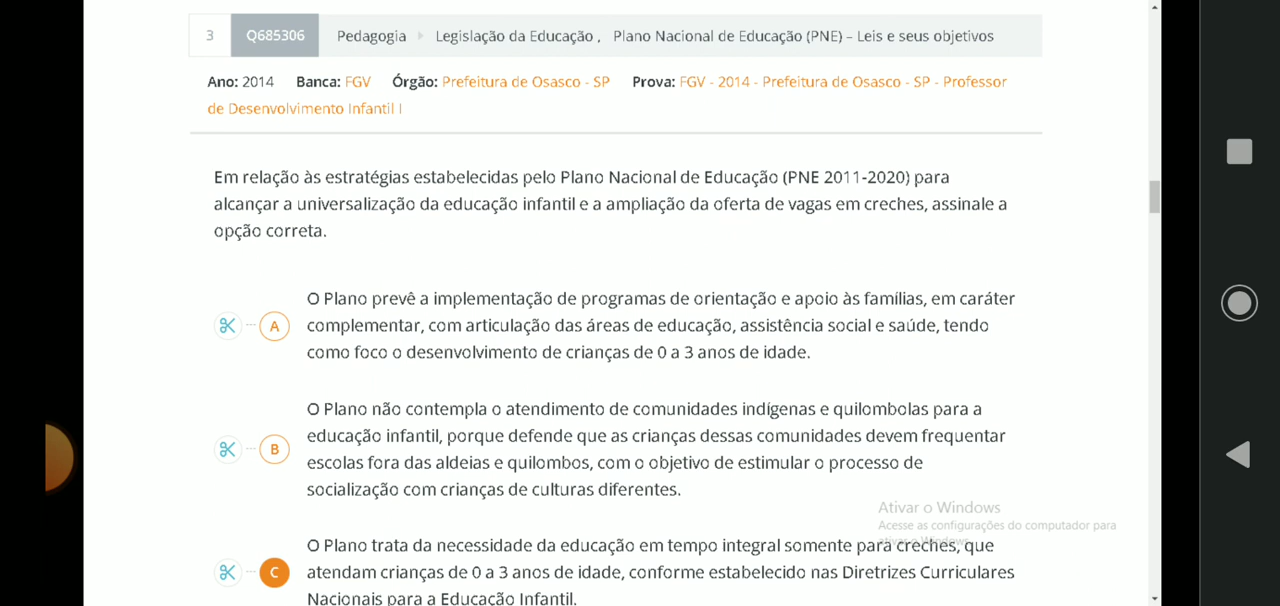 3 Q685306 Pedagogia Legislação da Educação , Plano Nacional de Educação (PNE) – Leis e seus objetivos
Ano: 2014 Banca: FGV Órgão: Prefeitura de Osasco - SP Prova: FGV - 2014 - Prefeitura de Osasco - SP - Professor
de Desenvolvimento Infantil I
Em relação às estratégias estabelecidas pelo Plano Nacional de Educação (PNE 2011-2020) para
alcançar a universalização da educação infantil e a ampliação da oferta de vagas em creches, assinale a
opção correta.
O Plano prevê a implementação de programas de orientação e apoio às famílias, em caráter
A complementar, com articulação das áreas de educação, assistência social e saúde, tendo
como foco o desenvolvimento de crianças de 0 a 3 anos de idade.
O Plano não contempla o atendimento de comunidades indígenas e quilombolas para a
educação infantil, porque defende que as crianças dessas comunidades devem frequentar
B escolas fora das aldeias e quilombos, com o objetivo de estimular o processo de
socialização com crianças de culturas diferentes.
Ativar o Windows
Acesse as configurações do computador para
ativar o Windows.
O Plano trata da necessidade da educação em tempo integral somente para creches, que
C atendam crianças de 0 a 3 anos de idade, conforme estabelecido nas Diretrizes Curriculares
Nacionais para a Educação Infantil.